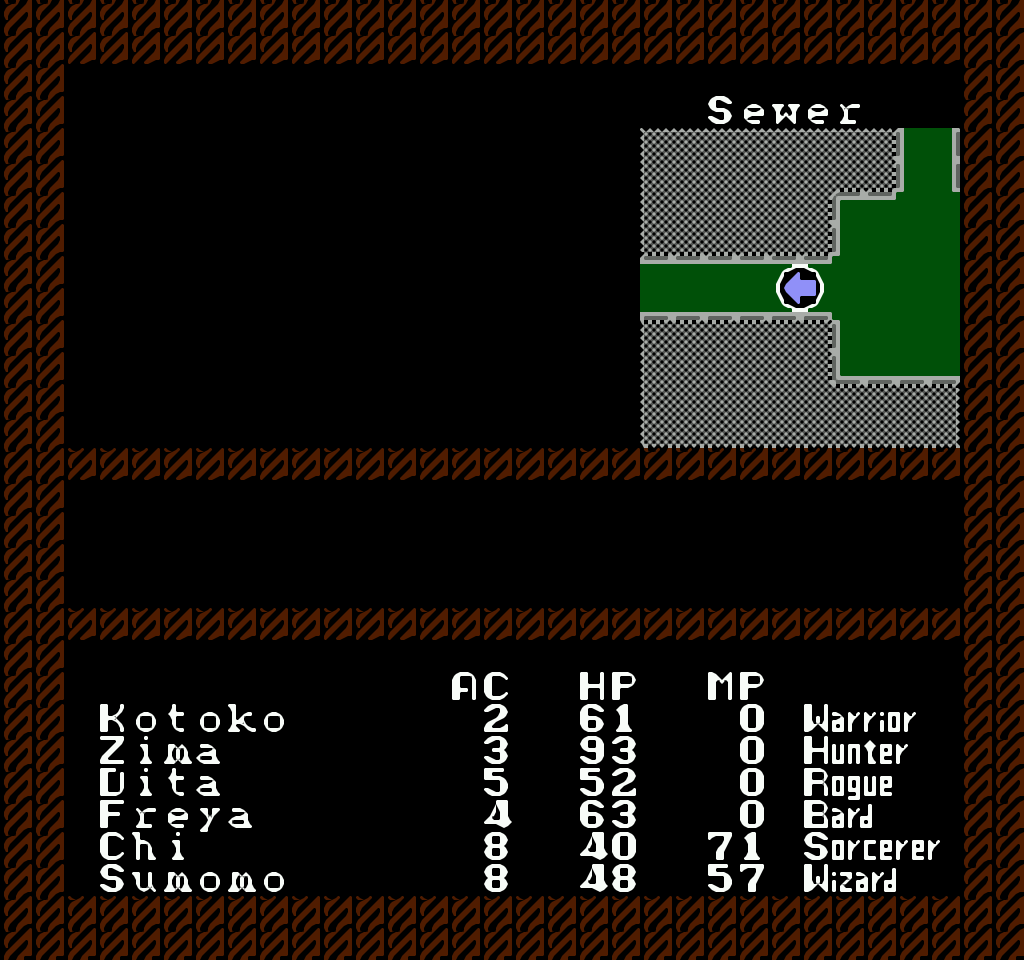 Sewer
AC HP MP
Kotoko 2 61 0 Warrior
Zima 3 93 0 Hunter
Dita 5 52 0 Rogue
Freya 4 63 0 Bard
Chi 8 40 71 Sorcerer
Sumomo 8 48 57 Wizard